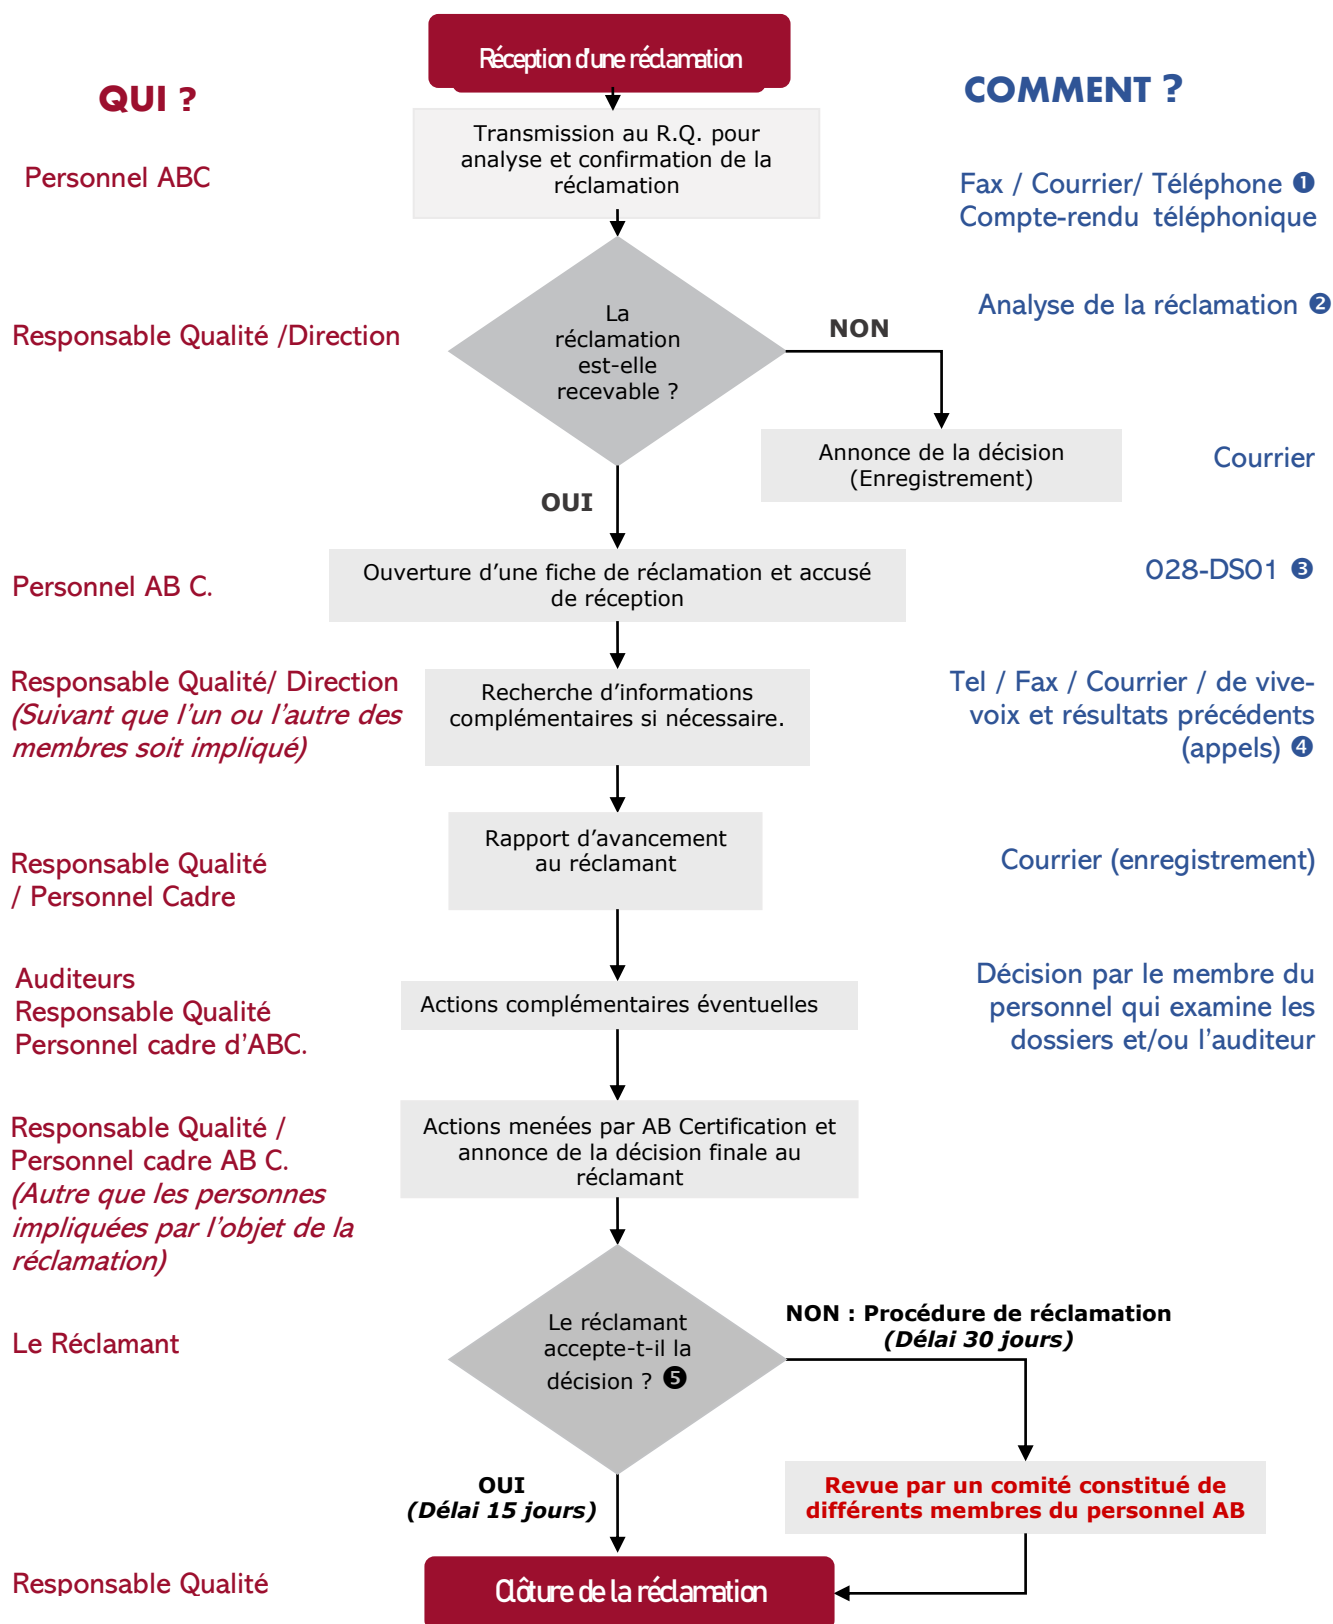 Réception d'une réclamation
QUI ?
COMMENT ?
Transmission au R.Q. pour
analyse et confirmation de la
réclamation
Personnel ABC
Fax / Courrier/ Téléphone ❶
Compte-rendu téléphonique
La
réclamation
est-elle
recevable ?
Responsable Qualité /Direction
NON
Analyse de la réclamation ❷
Annonce de la décision
(Enregistrement)
Courrier
OUI
Ouverture d'une fiche de réclamation et accusé
de réception
Personnel AB C.
028-DS01 ❸
Responsable Qualité/ Direction
(Suivant que l'un ou l'autre des
membres soit impliqué)
Recherche d'informations
complémentaires si nécessaire.
Tel / Fax / Courrier / de vive-
voix et résultats précédents
(appels) ❹
Rapport d'avancement
au réclamant
Responsable Qualité
/ Personnel Cadre
Courrier (enregistrement)
Auditeurs
Responsable Qualité
Personnel cadre d'ABC.
Actions complémentaires éventuelles
Décision par le membre du
personnel qui examine les
dossiers et/ou l'auditeur
Responsable Qualité /
Personnel cadre AB C.
(Autre que les personnes
impliquées par l'objet de la
réclamation)
Actions menées par AB Certification et
annonce de la décision finale au
réclamant
Le Réclamant
Le réclamant
accepte-t-il la
décision ? ❺
NON : Procédure de réclamation
(Délai 30 jours)
OUI
(Délai 15 jours)
Revue par un comité constitué de
différents membres du personnel AB
Responsable Qualité
Clôture de la réclamation